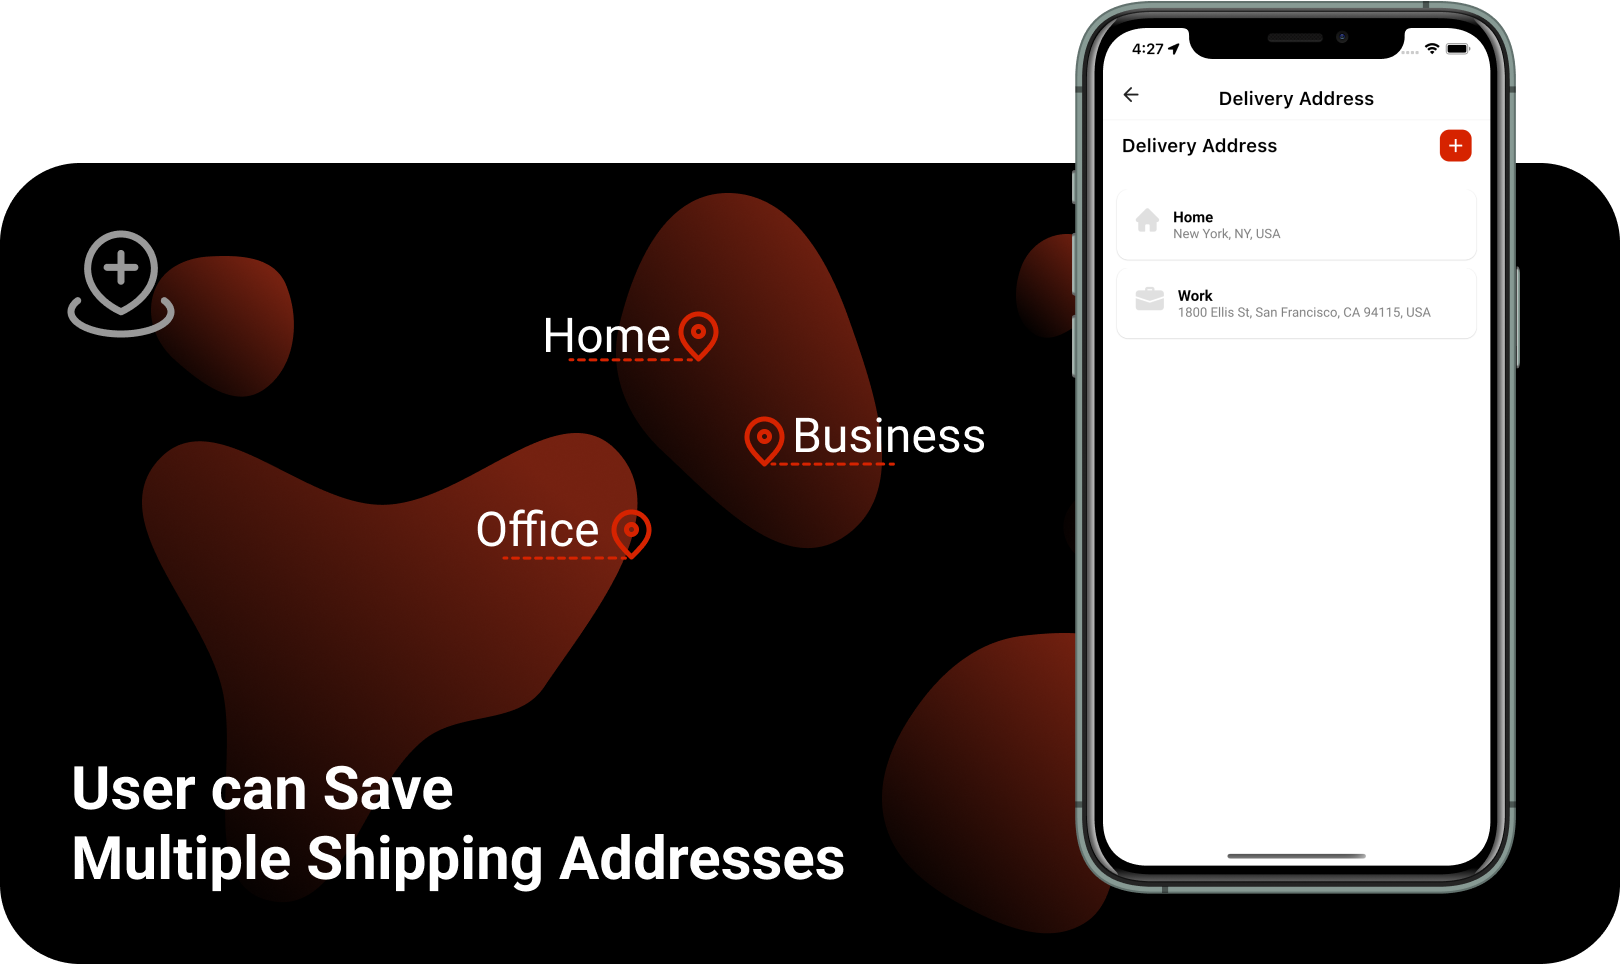 4:27
Delivery Address
Delivery Address
Home
New York, NY, USA
Work
1800 Ellis St, San Francisco, CA 94115, USA
Home
Business
Office
User can Save
Multiple Shipping Addresses